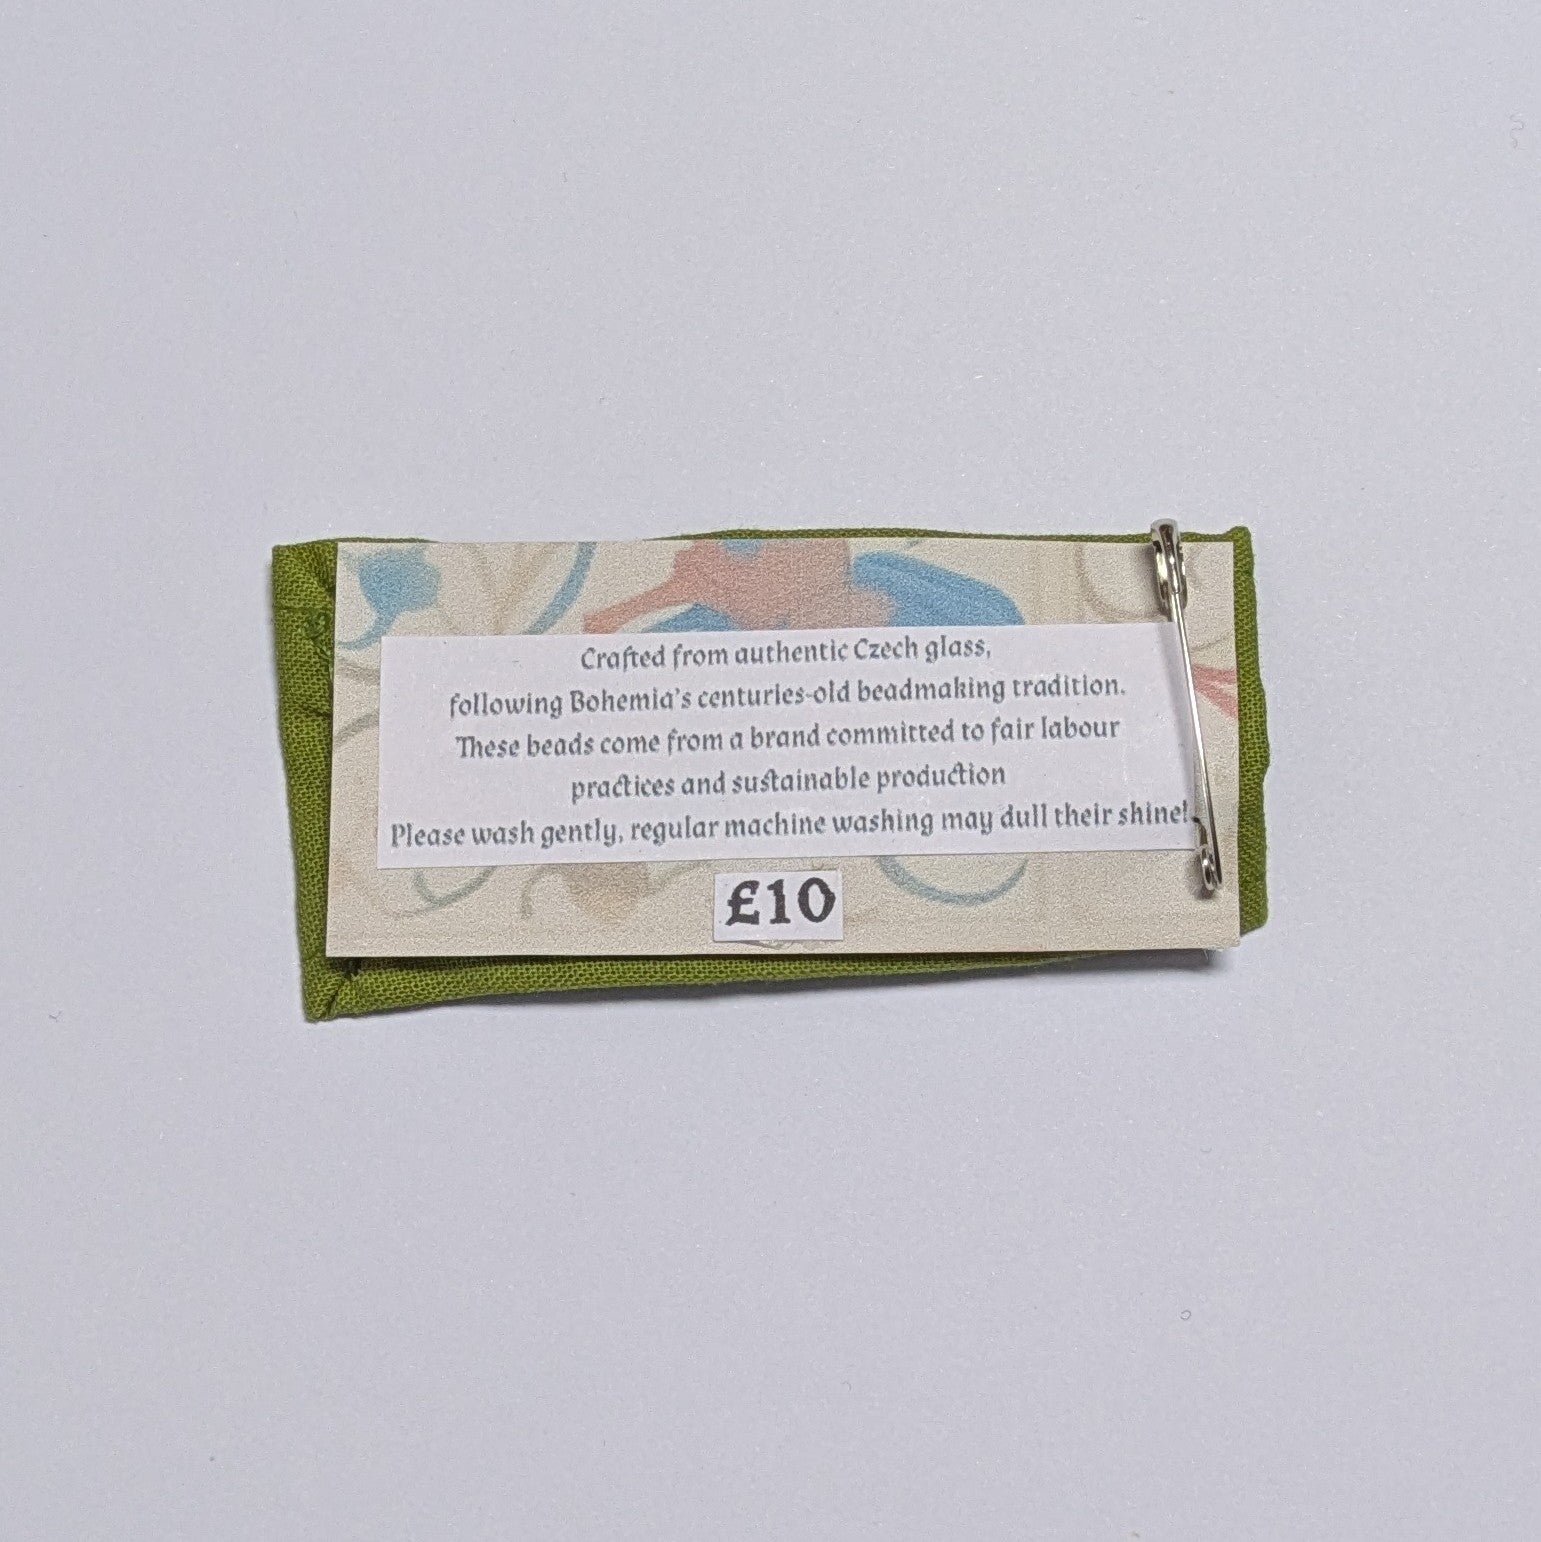 Crafted from authentic Czech glass,
following Bohemia's centuries-old beadmaking tradition.
These beads come from a brand committed to fair labour
practices and sustainable production
Please wash gently, regular machine washing may dull their shine!
£10